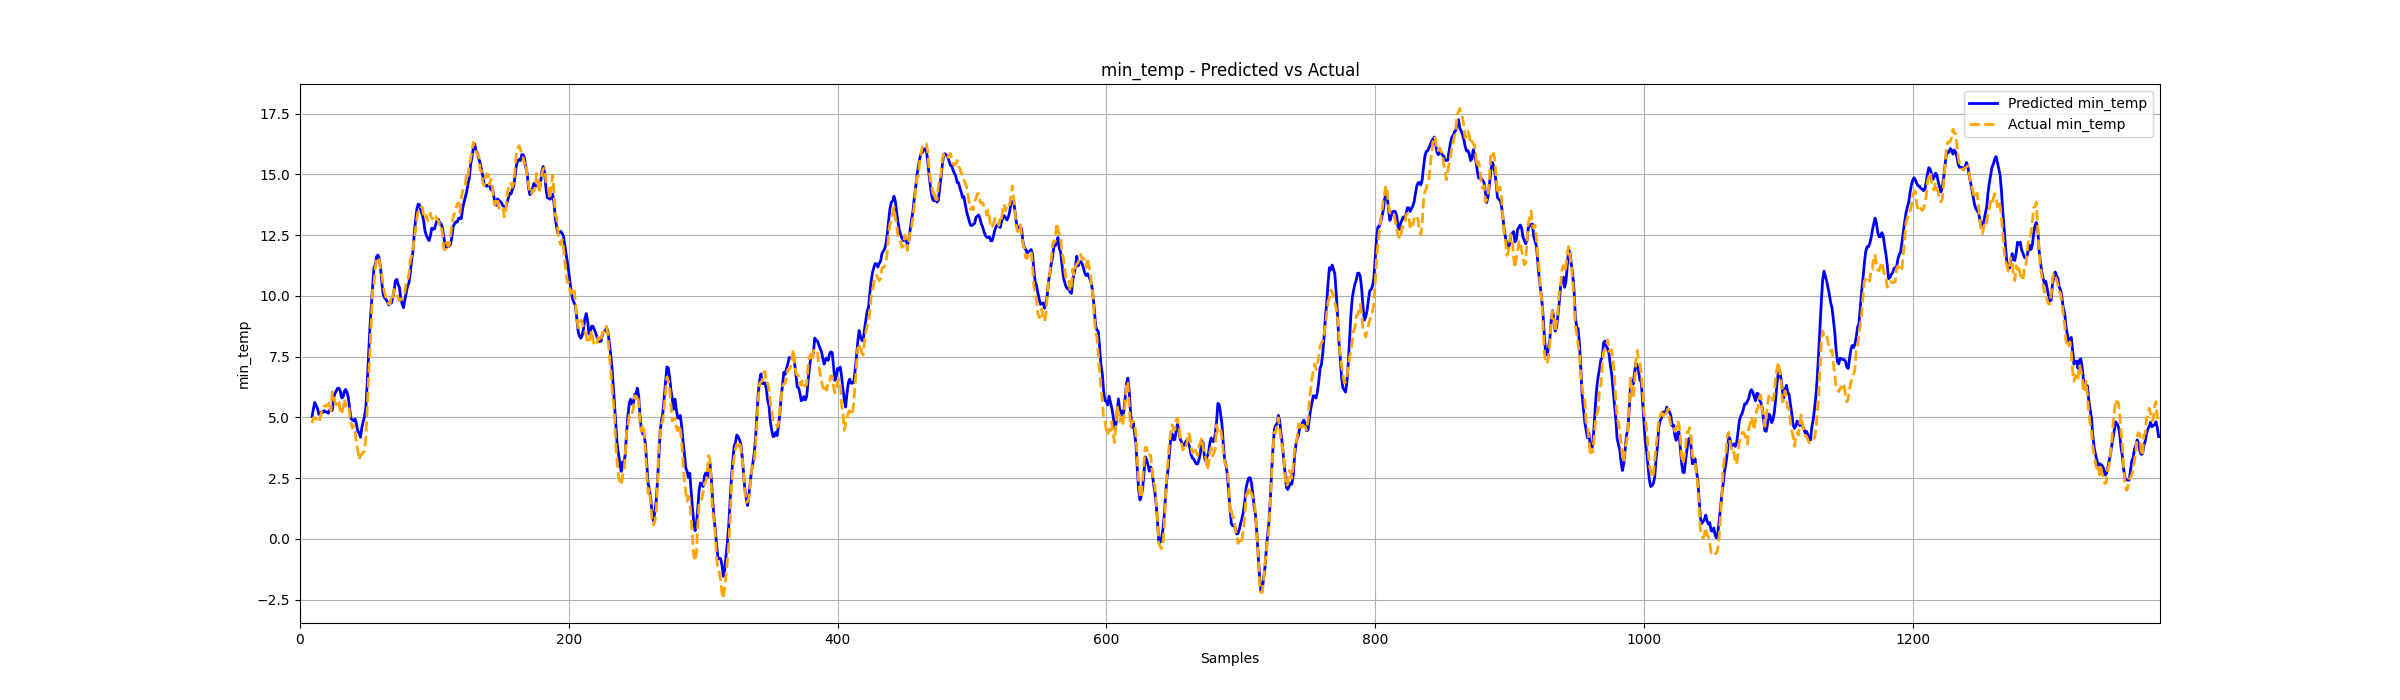 min_temp - Predicted vs Actual
Predicted min_temp
Actual min_temp
min_temp
17.5
15.0
12.5
10.0
7.5
5.0
2.5
0.0
−2.5
0 200 400 600 800 1000 1200
Samples